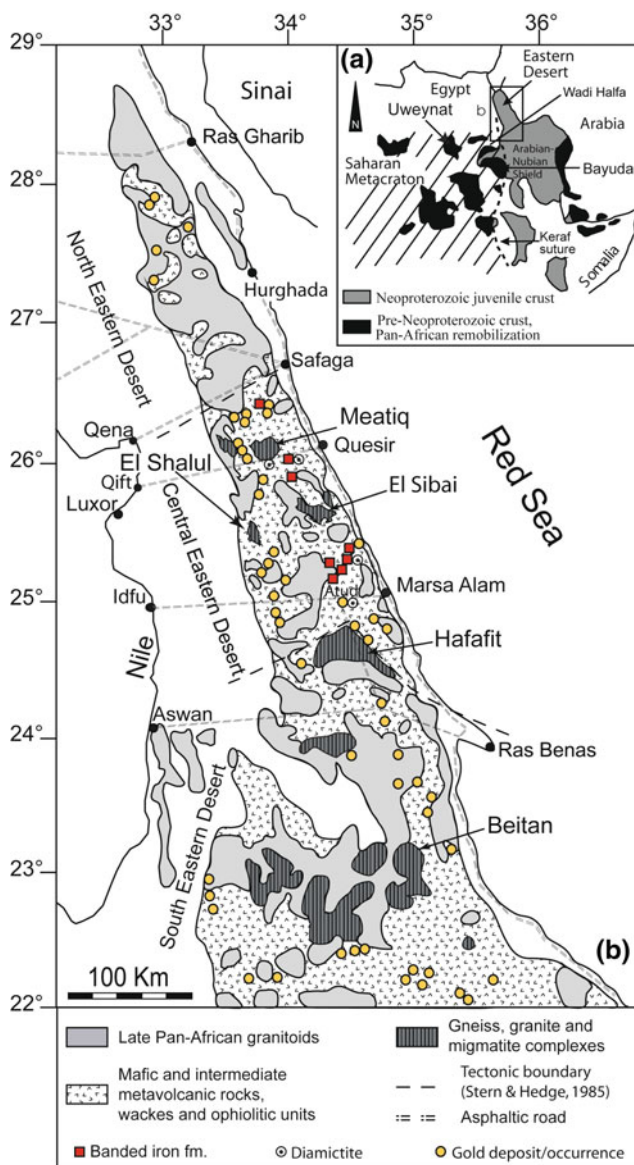 33° 34° 35° 36°
29°
28°
27°
26°
25°
24°
23°
22°
(a)
Eastern
Desert
Egypt
b
Wadi Halfa
Uweynat
Arabia
N
Saharan
Metacraton
Arabian-
Nubian
Shield
Bayuda
Keraf
suture
Somalia
Neoproterozoic juvenile crust
Pre-Neoproterozoic crust,
Pan-African remobilization
Sinai
Ras Gharib
Hurghada
North Eastern Desert
Safaga
Qena
Meatiq
Quesir
El Shalul
Qift
Luxor
El Sibai
Red Sea
Central Eastern Desert
Idfu
Atud
Marsa Alam
Nile
Hafafit
Aswan
Ras Benas
South Eastern Desert
Beitan
100 Km
(b)
Late Pan-African granitoids
Mafic and intermediate
metavolcanic rocks,
wackes and ophiolitic units
Gneiss, granite and
migmatite complexes
Tectonic boundary
(Stern & Hedge, 1985)
Asphaltic road
Banded iron fm.
Diamictite
Gold deposit/occurrence